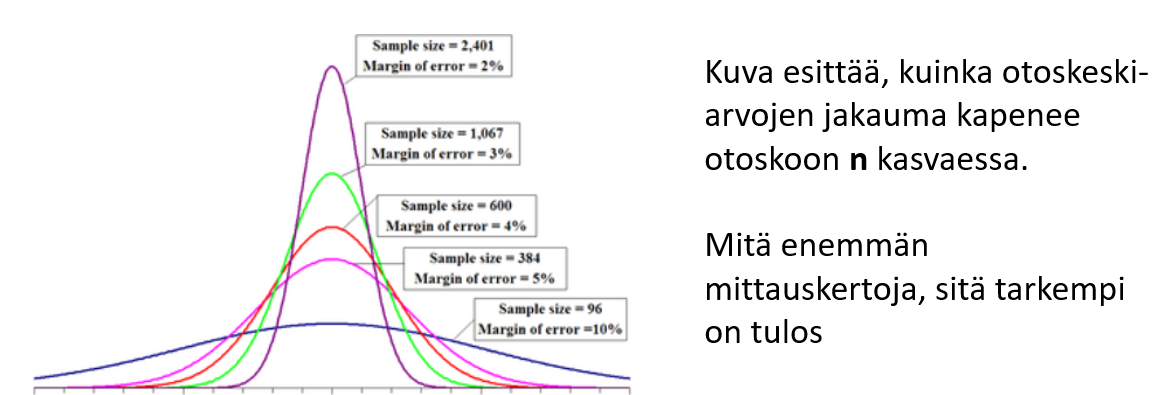 Sample size = 2,401
Margin of error = 2%
Sample size = 1,067
Margin of error = 3%
Sample size = 600
Margin of error = 4%
Sample size = 384
Margin of error = 5%
Sample size = 96
Margin of error =10%
Kuva esittää, kuinka otoskeski-
arvojen jakauma kapenee
otoskoon n kasvaessa.
Mitä enemmän
mittauskertoja, sitä tarkempi
on tulos